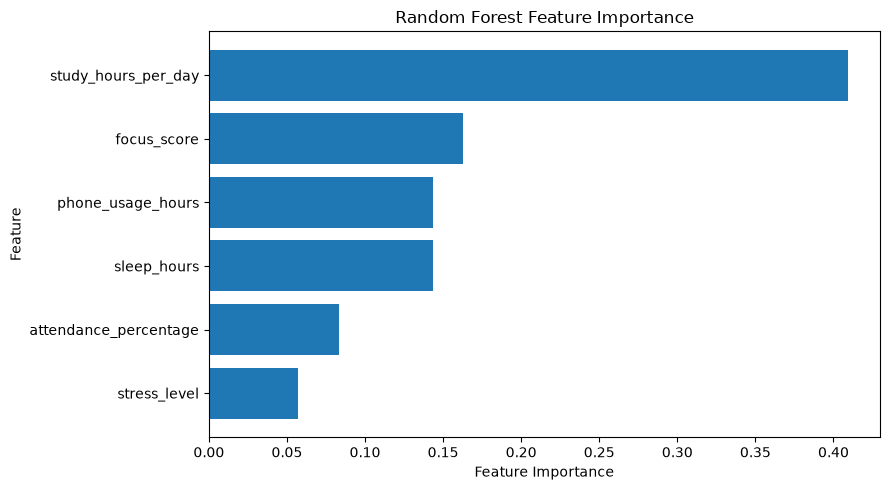 Random Forest Feature Importance
study_hours_per_day
focus_score
phone_usage_hours
sleep_hours
attendance_percentage
stress_level
Feature
0.00 0.05 0.10 0.15 0.20 0.25 0.30 0.35 0.40
Feature Importance